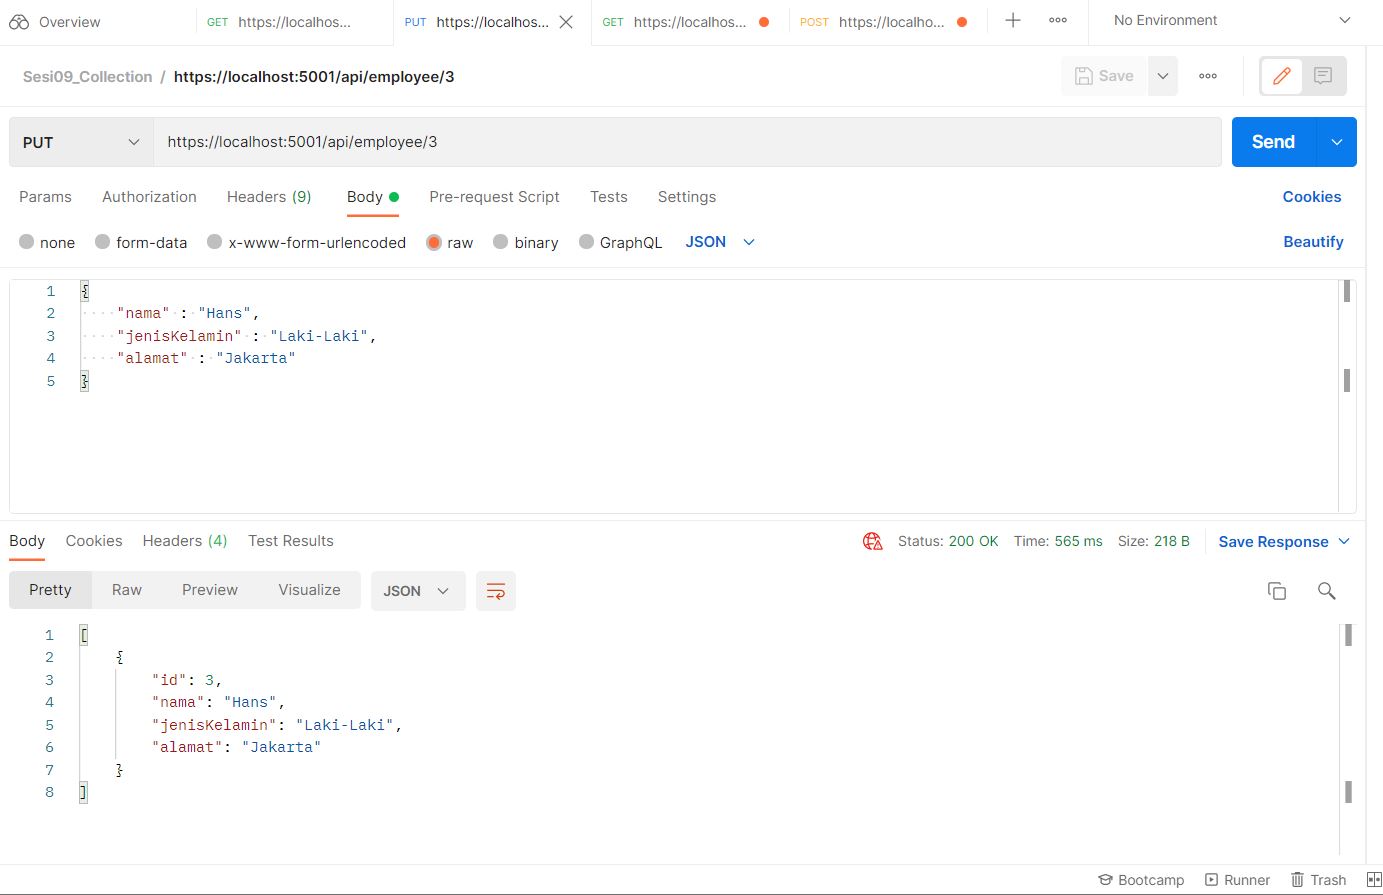 Overview GET https://localhos... PUT https://localhos... GET https://localhos... POST https://localho... No Environment
Sesi09_Collection / https://localhost:5001/api/employee/3 Save
PUT https://localhost:5001/api/employee/3 Send
Params Authorization Headers (9) Body Pre-request Script Tests Settings Cookies
none form-data x-www-form-urlencoded raw binary GraphQL JSON Beautify
1 {
2 "nama" : "Hans",
3 "jenisKelamin" : "Laki-Laki",
4 "alamat" : "Jakarta"
5 }
Body Cookies Headers (4) Test Results Status: 200 OK Time: 565 ms Size: 218 B Save Response
Pretty Raw Preview Visualize JSON
1 [
2 {
3 "id": 3,
4 "nama": "Hans",
5 "jenisKelamin": "Laki-Laki",
6 "alamat": "Jakarta"
7 }
8 ]
Bootcamp Runner Trash